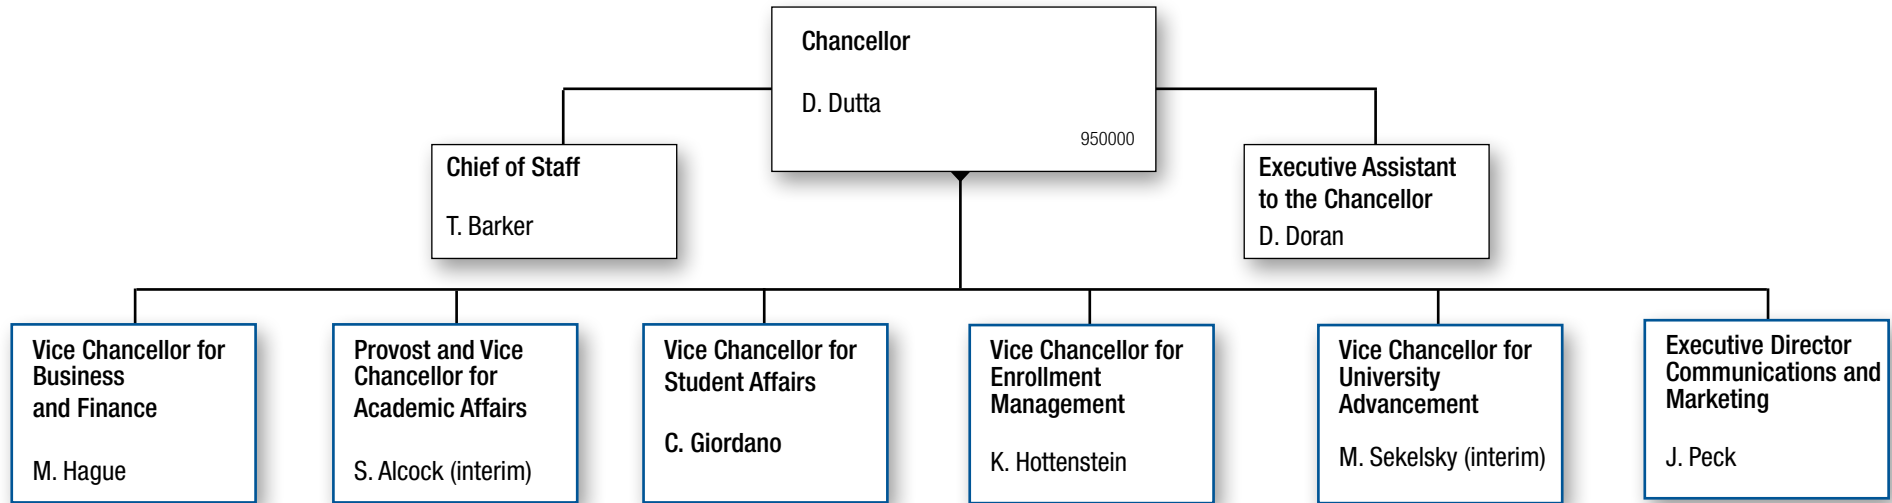 Chancellor
D. Dutta
950000
Chief of Staff
T. Barker
Executive Assistant
to the Chancellor
D. Doran
Vice Chancellor for
Business
and Finance
M. Hague
Provost and Vice
Chancellor for
Academic Affairs
S. Alcock (interim)
Vice Chancellor for
Student Affairs
C. Giordano
Vice Chancellor for
Enrollment
Management
K. Hottenstein
Vice Chancellor for
University
Advancement
M. Sekelsky (interim)
Executive Director
Communications and
Marketing
J. Peck